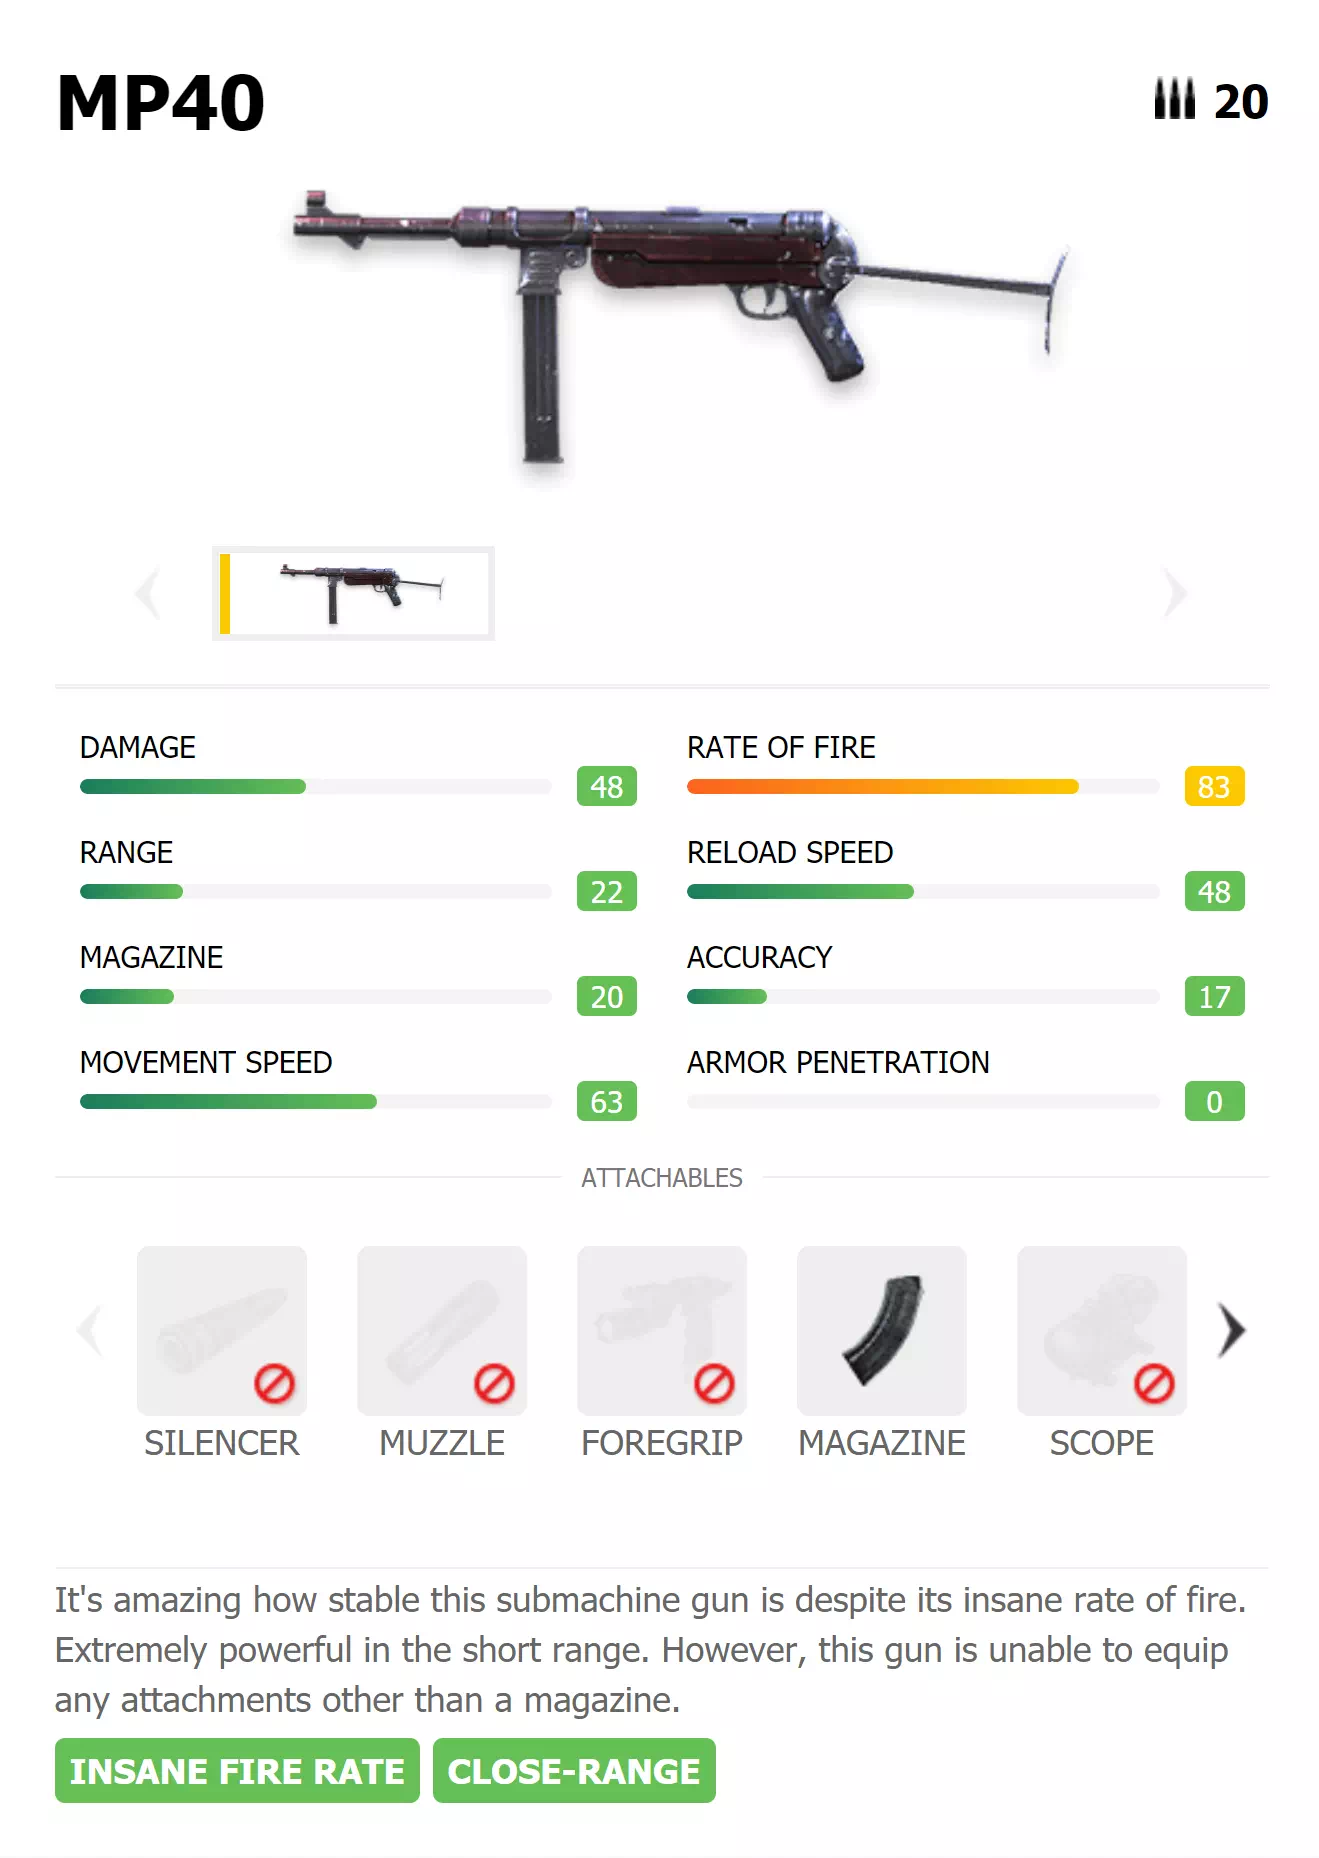 MP40
20
DAMAGE
48
RATE OF FIRE
83
RANGE
22
RELOAD SPEED
48
MAGAZINE
20
ACCURACY
17
MOVEMENT SPEED
63
ARMOR PENETRATION
0
ATTACHABLES
SILENCER
MUZZLE
FOREGRIP
MAGAZINE
SCOPE
It's amazing how stable this submachine gun is despite its insane rate of fire.
Extremely powerful in the short range. However, this gun is unable to equip
any attachments other than a magazine.
INSANE FIRE RATE
CLOSE-RANGE